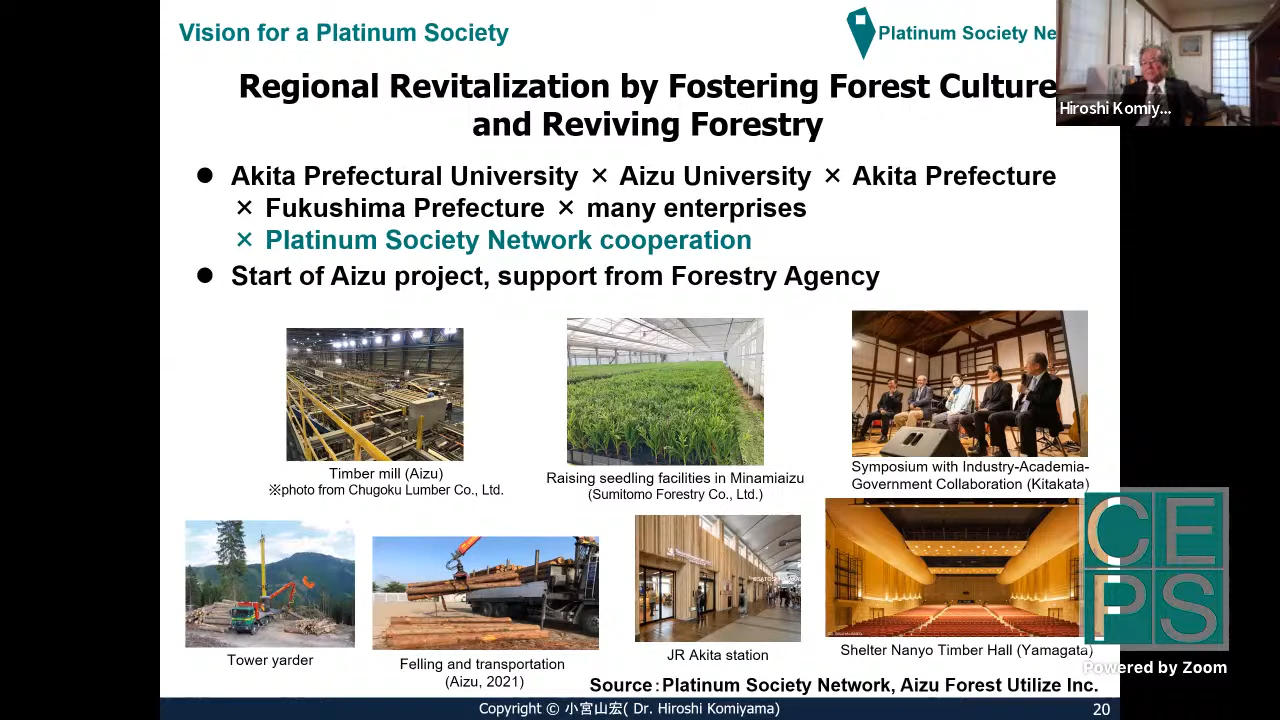 Vision for a Platinum Society
Platinum Society Ne
Hiroshi Komiy...
Regional Revitalization by Fostering Forest Culture
and Reviving Forestry
● Akita Prefectural University × Aizu University × Akita Prefecture
× Fukushima Prefecture × many enterprises
× Platinum Society Network cooperation
● Start of Aizu project, support from Forestry Agency
Timber mill (Aizu)
※photo from Chugoku Lumber Co., Ltd.
Raising seedling facilities in Minamiaizu
(Sumitomo Forestry Co., Ltd.)
Symposium with Industry-Academia-
Government Collaboration (Kitakata)
Tower yarder
Felling and transportation
(Aizu, 2021)
JR Akita station
Shelter Nanyo Timber Hall (Yamagata)
CE
PS
Powered by Zoom
Source:Platinum Society Network, Aizu Forest Utilize Inc.
Copyright © 小宮山宏( Dr. Hiroshi Komiyama)
20